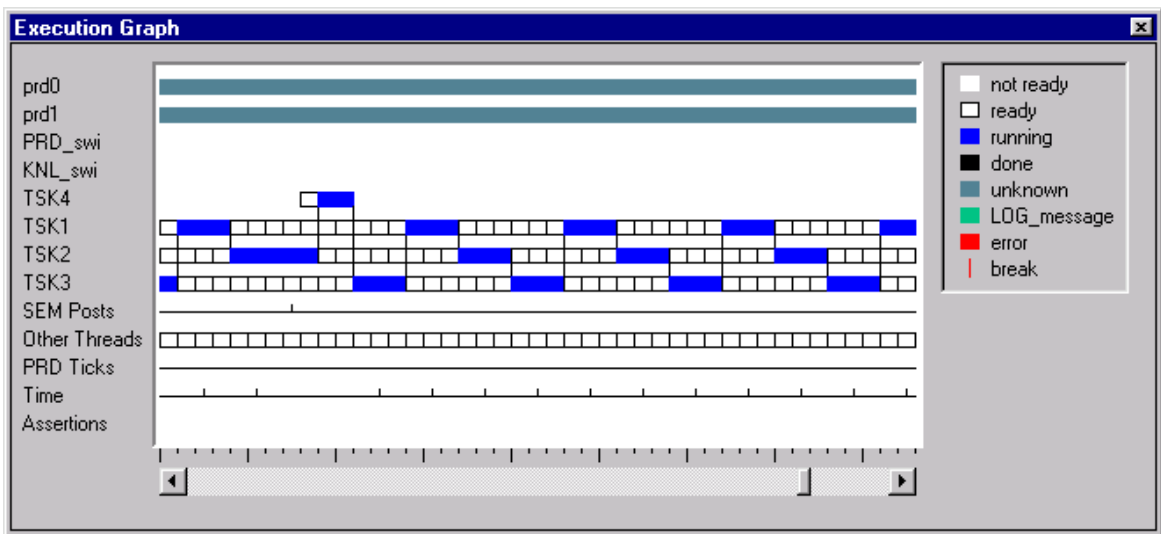 Execution Graph
prd0
prd1
PRD_swi
KNL_swi
TSK4
TSK1
TSK2
TSK3
SEM Posts
Other Threads
PRD Ticks
Time
Assertions
not ready
ready
running
done
unknown
LOG_message
error
break